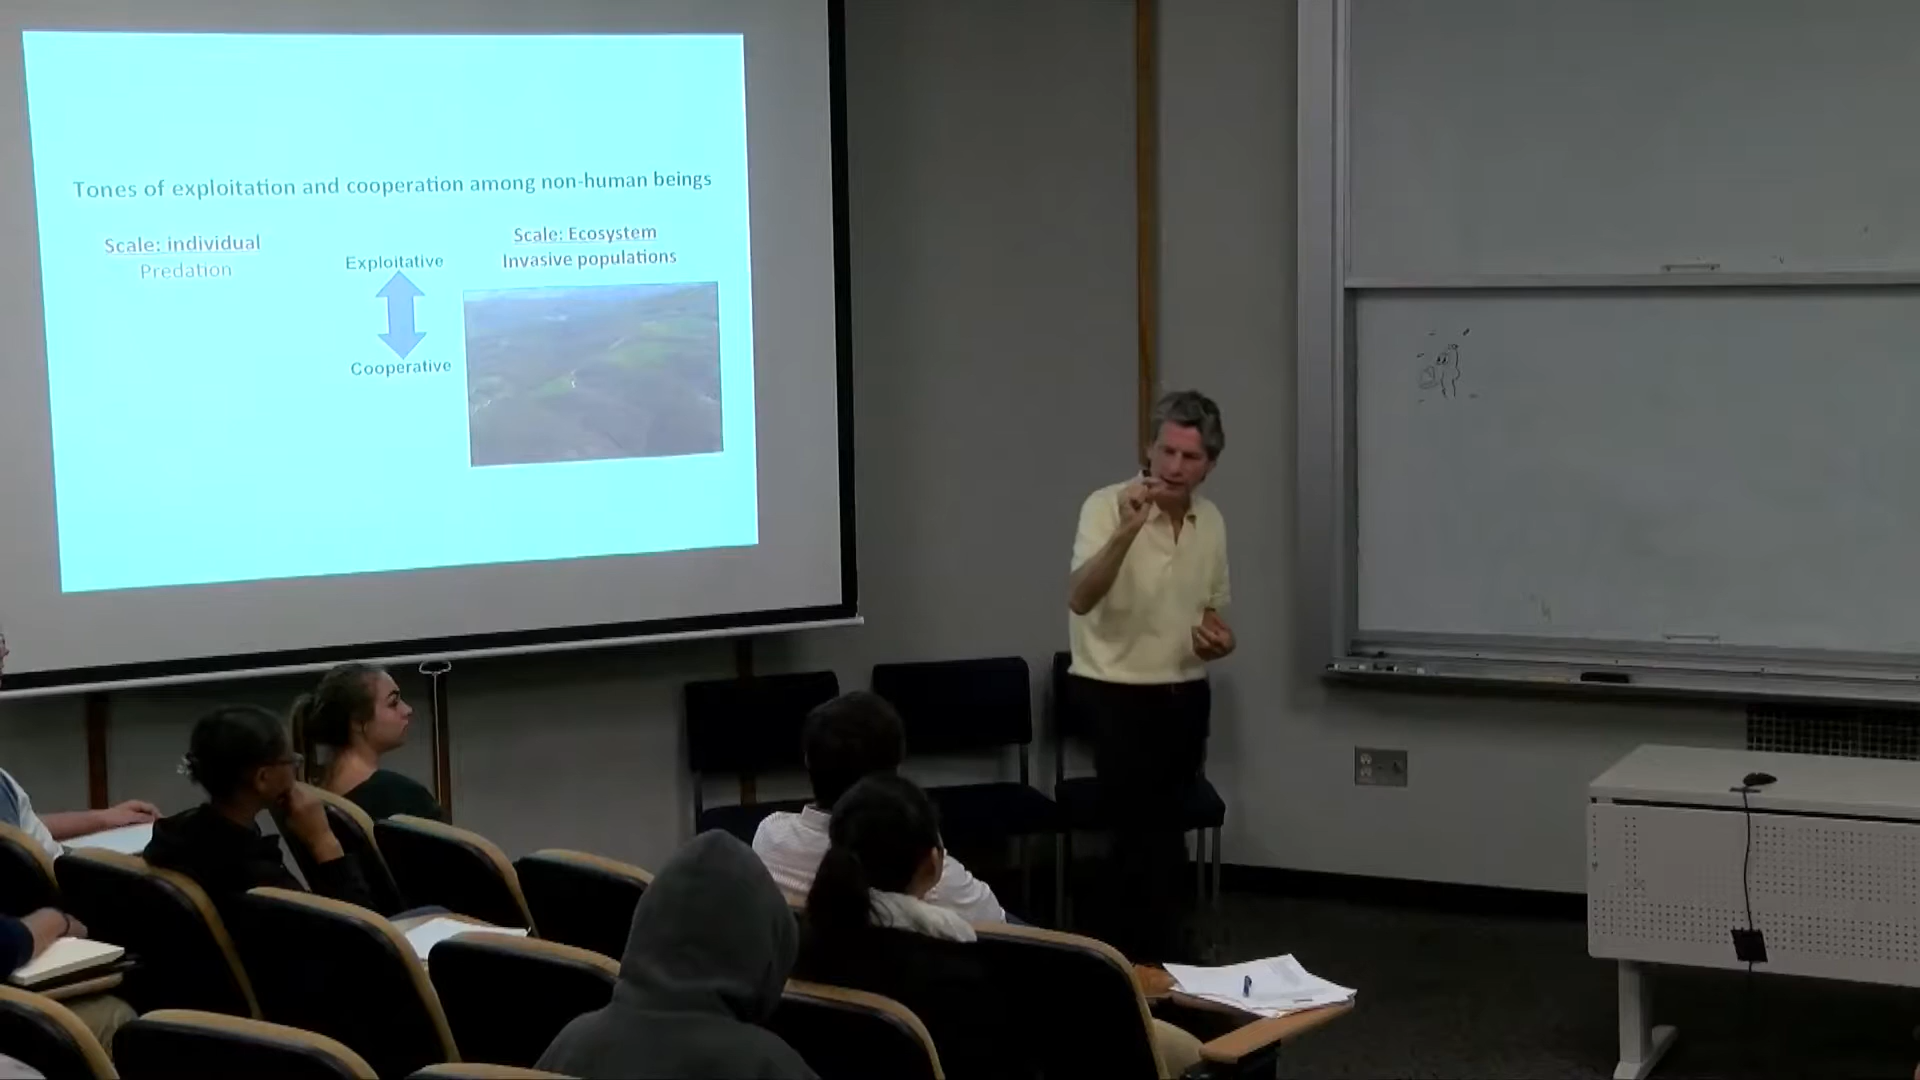 Tones of exploitation and cooperation among non-human beings
Scale: individual
Predation
Exploitative
Cooperative
Scale: Ecosystem
Invasive populations